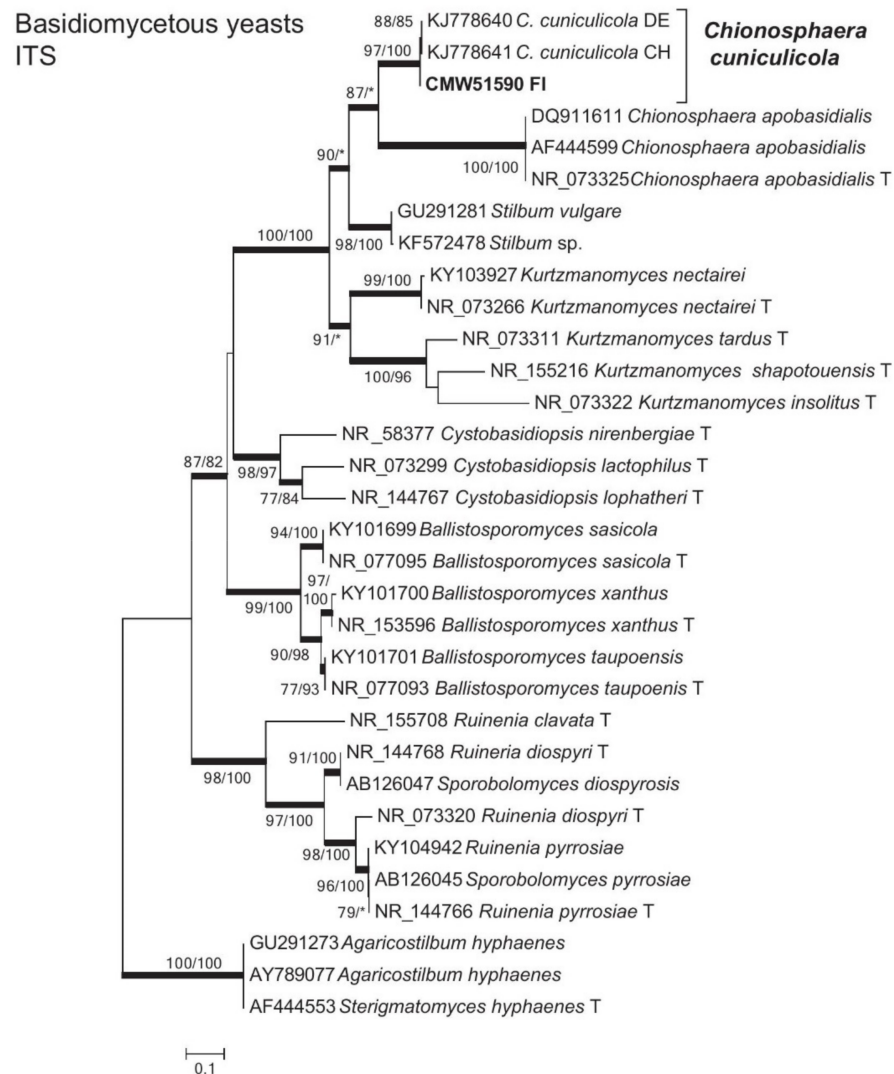 Basidiomycetous yeasts
ITS
88/85
KJ778640 C. cuniculicola DE
97/100
KJ778641 C. cuniculicola CH
CMW51590 FI
Chionosphaera
cuniculicola
87/*
DQ911611 Chionosphaera apobasidialis
AF444599 Chionosphaera apobasidialis
100/100
NR_073325 Chionosphaera apobasidialis T
90/*
GU291281 Stilbum vulgare
98/100
KF572478 Stilbum sp.
100/100
99/100
KY103927 Kurtzmanomyces nectairei
NR_073266 Kurtzmanomyces nectairei T
91/*
NR_073311 Kurtzmanomyces tardus T
100/96
NR_155216 Kurtzmanomyces shapotouensis T
NR_073322 Kurtzmanomyces insolitus T
87/82
NR_58377 Cystobasidiopsis nirenbergiae T
98/97
NR_073299 Cystobasidiopsis lactophilus T
77/84
NR_144767 Cystobasidiopsis lophatheri T
94/100
KY101699 Ballistosporomyces sasicola
NR_077095 Ballistosporomyces sasicola T
99/100
97/
100
KY101700 Ballistosporomyces xanthus
NR_153596 Ballistosporomyces xanthus T
90/98
KY101701 Ballistosporomyces taupoensis
77/93
NR_077093 Ballistosporomyces taupoenis T
98/100
NR_155708 Ruinenia clavata T
91/100
NR_144768 Ruineria diospyri T
AB126047 Sporobolomyces diospyrosis
97/100
NR_073320 Ruinenia diospyri T
98/100
KY104942 Ruinenia pyrrosiae
96/100
AB126045 Sporobolomyces pyrrosiae
79/*
NR_144766 Ruinenia pyrrosiae T
GU291273 Agaricostilbum hyphaenes
100/100
AY789077 Agaricostilbum hyphaenes
AF444553 Sterigmatomyces hyphaenes T
0.1